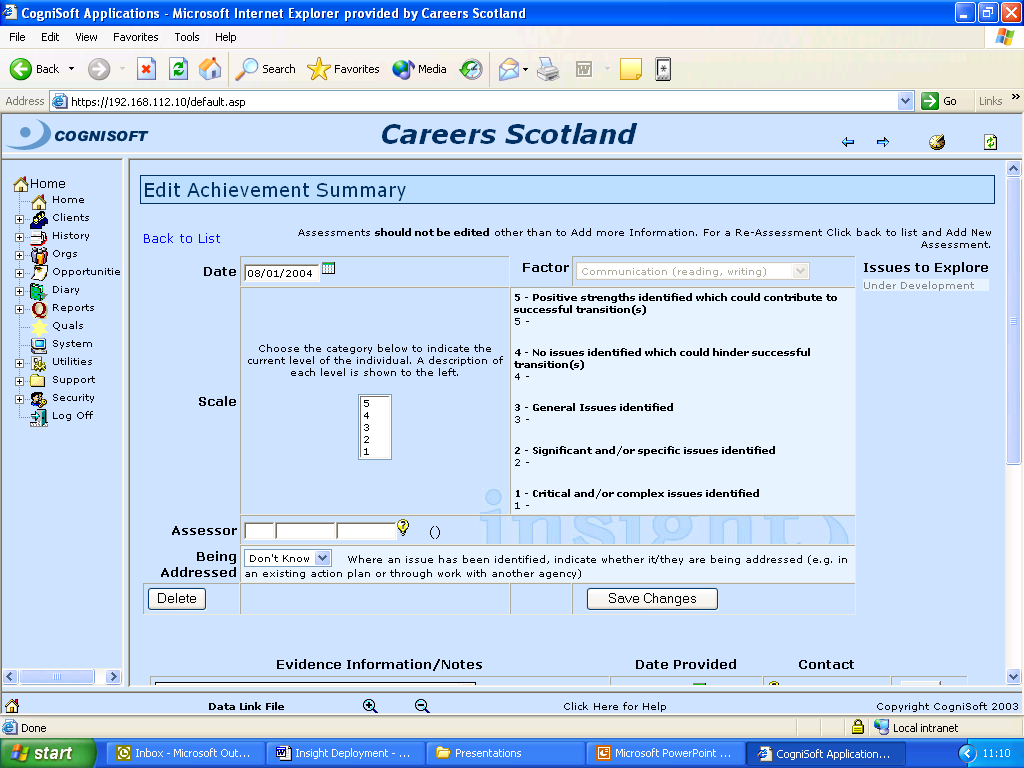 CogniSoft Applications - Microsoft Internet Explorer provided by Careers Scotland
File Edit View Favorites Tools Help
Back Search Favorites Media
Address https://192.168.112.10/default.asp Go Links »
COGNISOFT
Careers Scotland
Home
Home
Clients
History
Orgs
Opportunitie
Diary
Reports
Quals
System
Utilities
Support
Security
Log Off
Edit Achievement Summary
Back to List
Assessments should not be edited other than to Add more Information. For a Re-Assessment Click back to list and Add New
Assessment.
Date 08/01/2004
Factor Communication (reading, writing)
Issues to Explore
Under Development
Scale
Choose the category below to indicate the
current level of the individual. A description of
each level is shown to the left.
5
4
3
2
1
5 - Positive strengths identified which could contribute to
successful transition(s)
5 -
4 - No issues identified which could hinder successful
transition(s)
4 -
3 - General Issues identified
3 -
2 - Significant and/or specific issues identified
2 -
1 - Critical and/or complex issues identified
1 -
insight
Assessor ()
Being
Addressed
Don't Know Where an issue has been identified, indicate whether it/they are being addressed (e.g. in
an existing action plan or through work with another agency)
Delete Save Changes
Evidence Information/Notes Date Provided Contact
Data Link File Click Here for Help Copyright CogniSoft 2003
Done Local intranet
start Inbox - Microsoft Out... Insight Deployment - ... Presentations Microsoft PowerPoint ... CogniSoft Application... 11:10